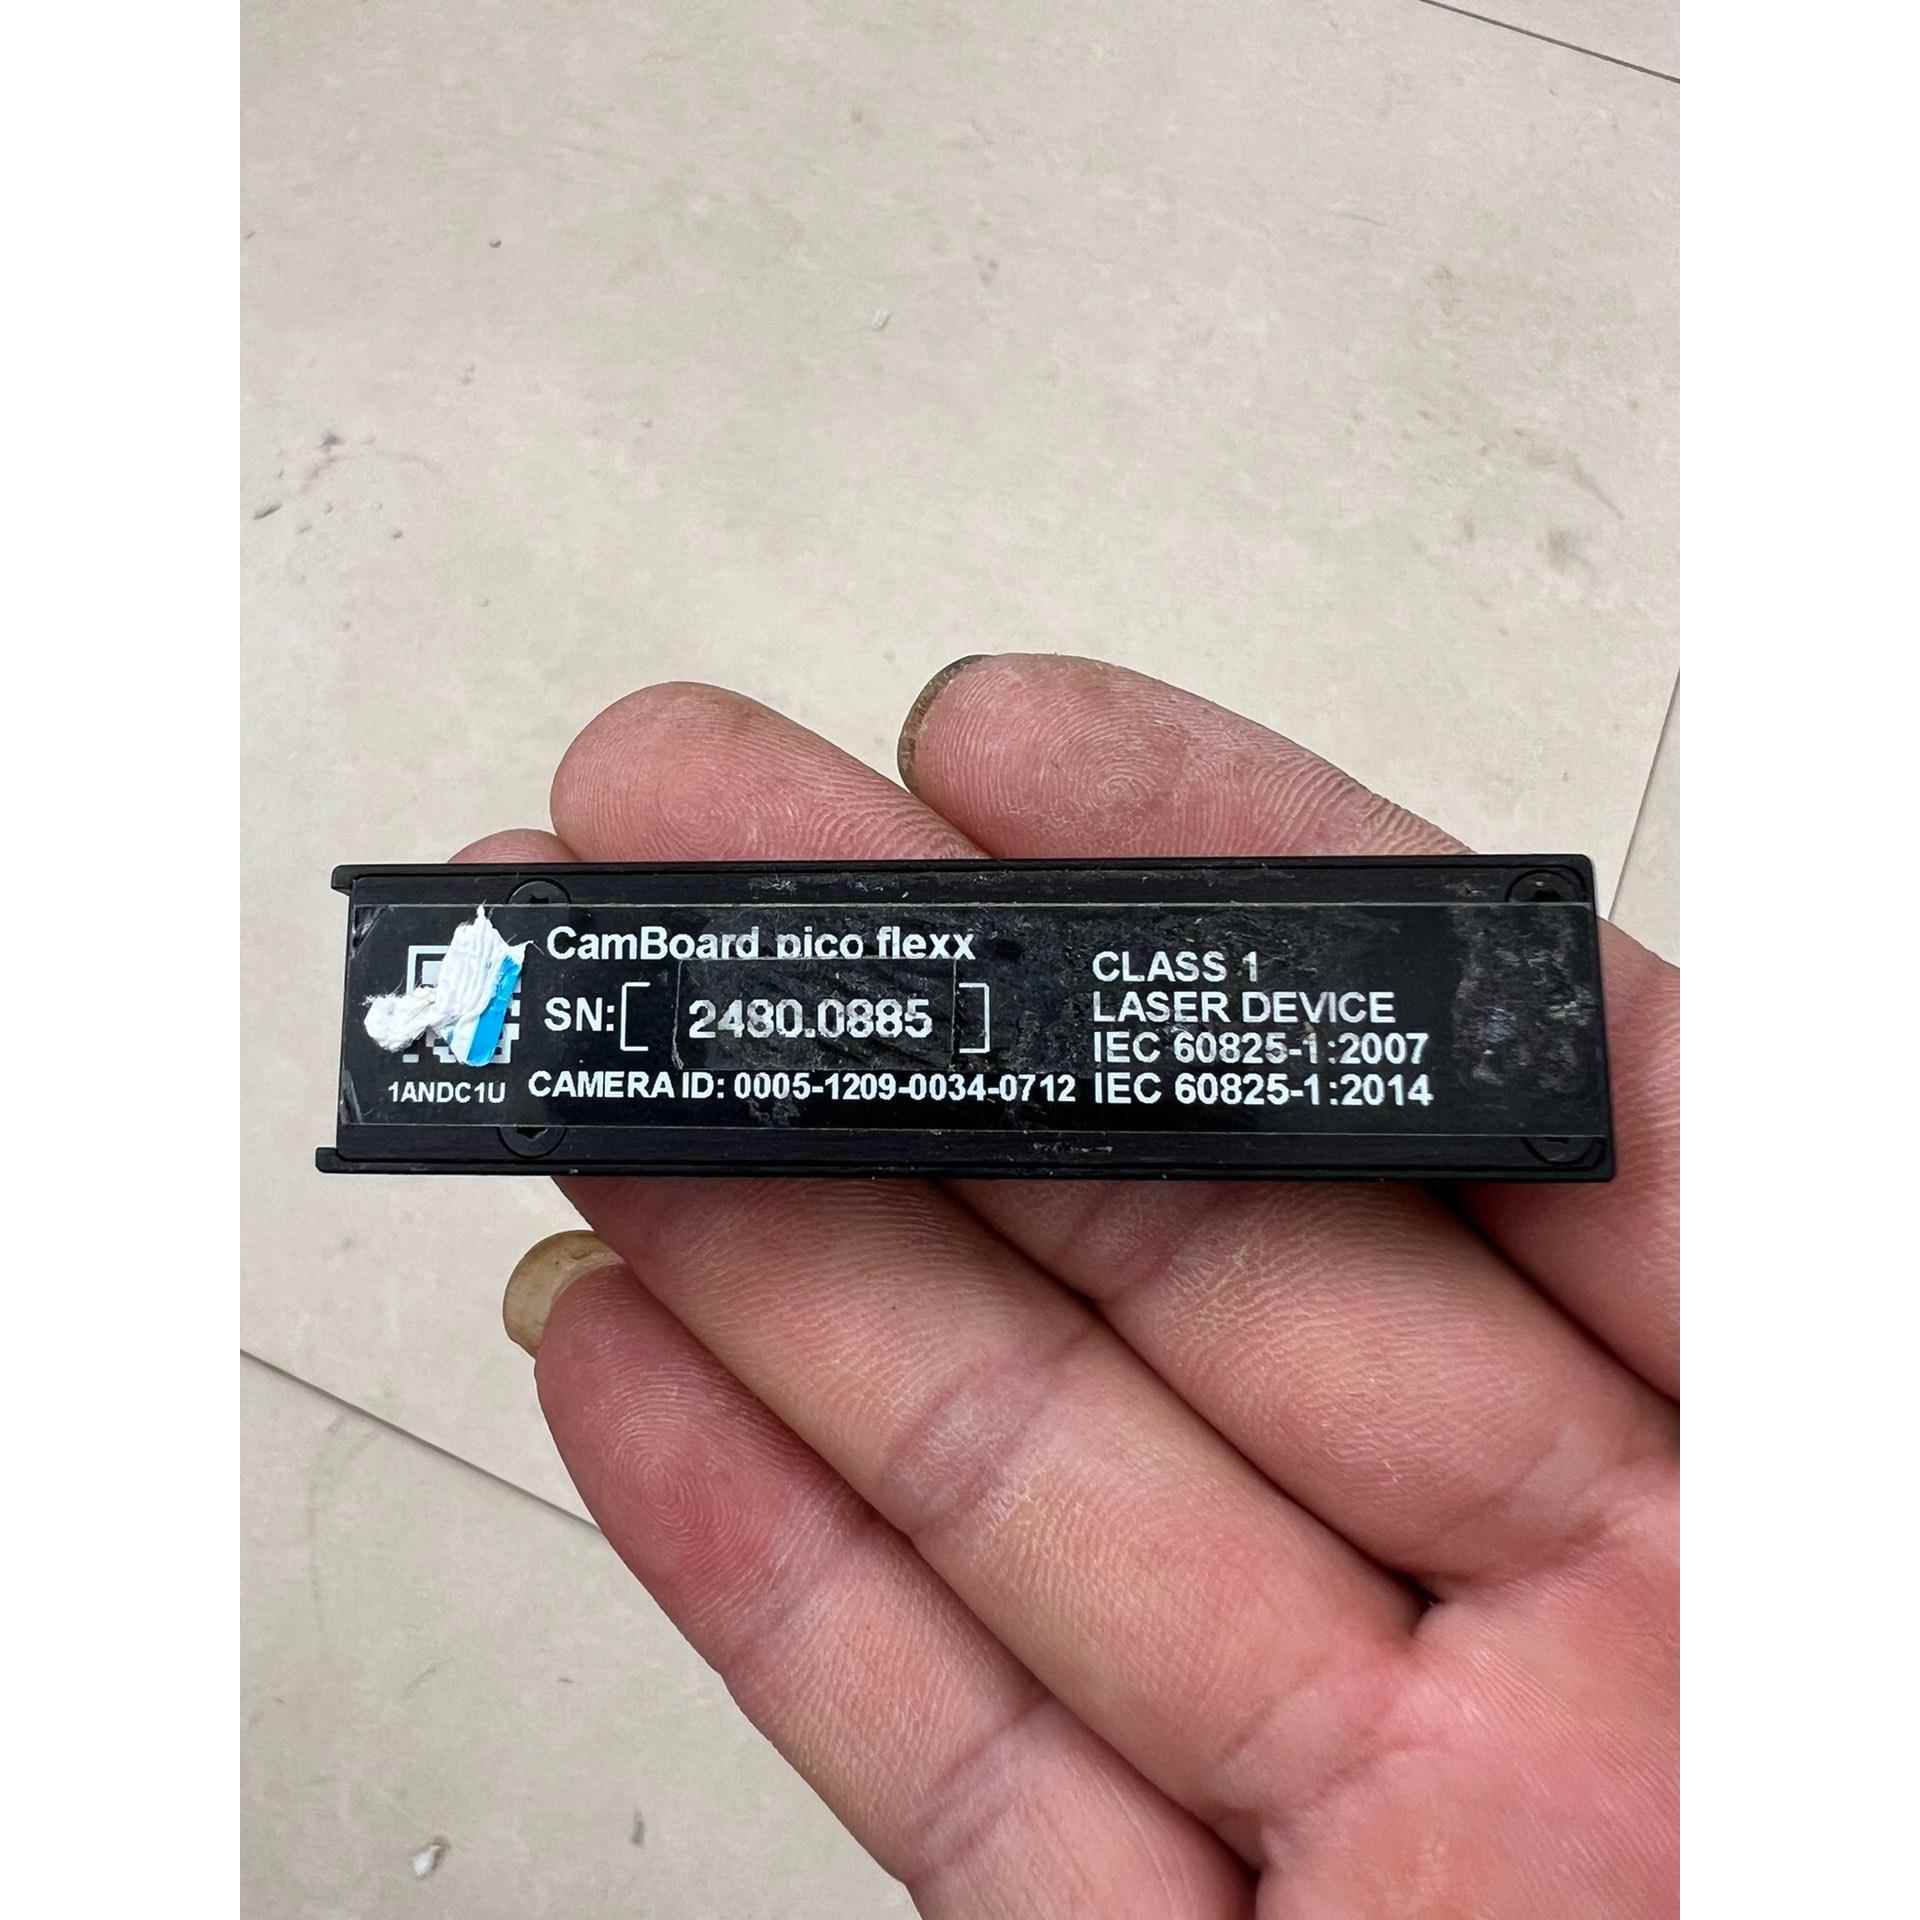 CamBoard pico flexx
SN: [ 2480.0885 ]
1ANDC1U
CAMERA ID: 0005-1209-0034-0712
CLASS 1
LASER DEVICE
IEC 60825-1:2007
IEC 60825-1:2014